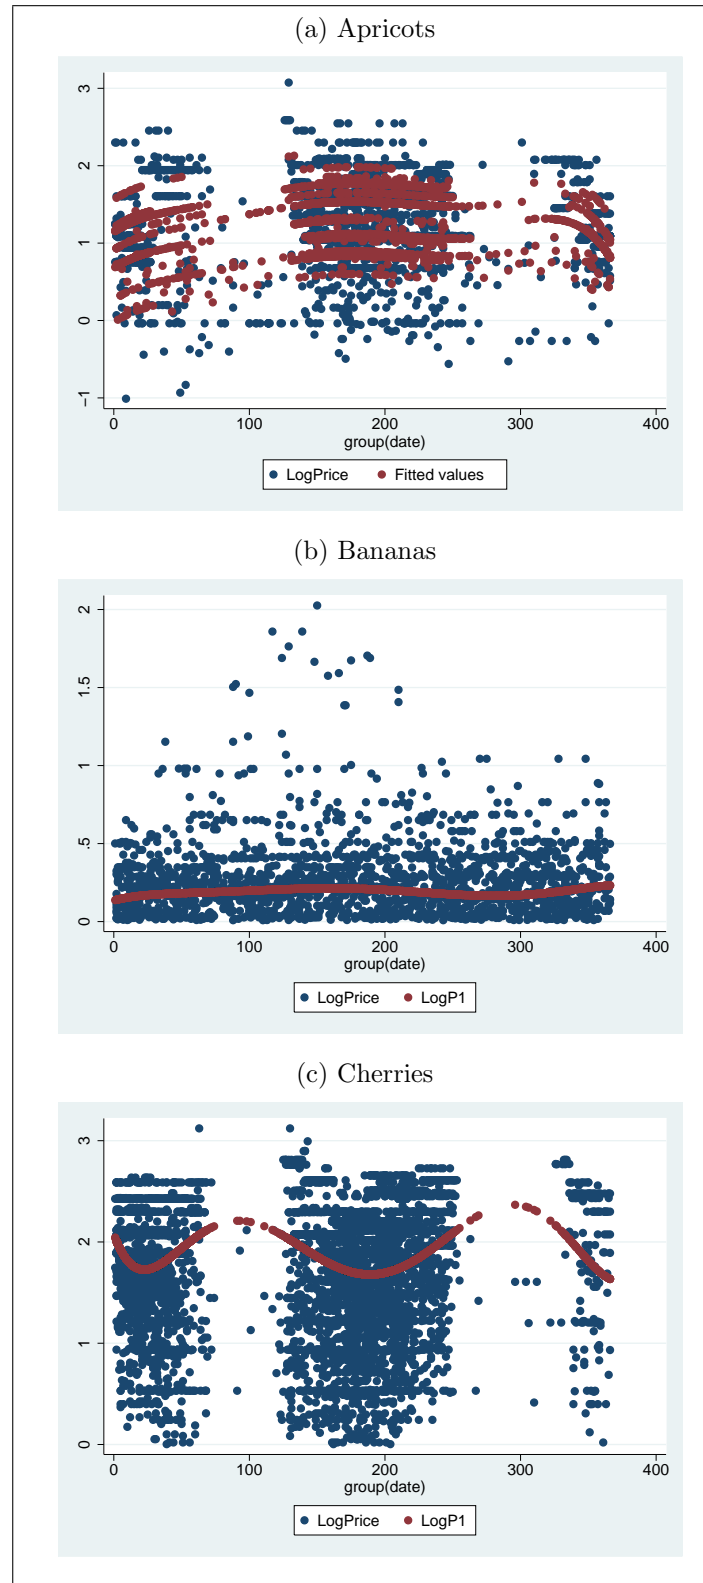 (a) Apricots
3
2
1
0
−1
0 100 200 300 400
group(date)
LogPrice Fitted values
(b) Bananas
2
1.5
1
.5
0
0 100 200 300 400
group(date)
LogPrice LogP1
(c) Cherries
3
2
1
0
0 100 200 300 400
group(date)
LogPrice LogP1